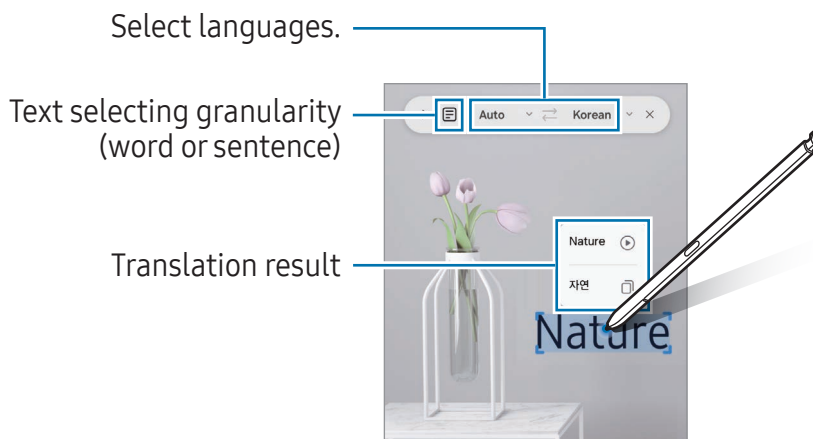 Select languages.
Text selecting granularity
(word or sentence)
Auto Korean
Nature
자연
Translation result
Nature